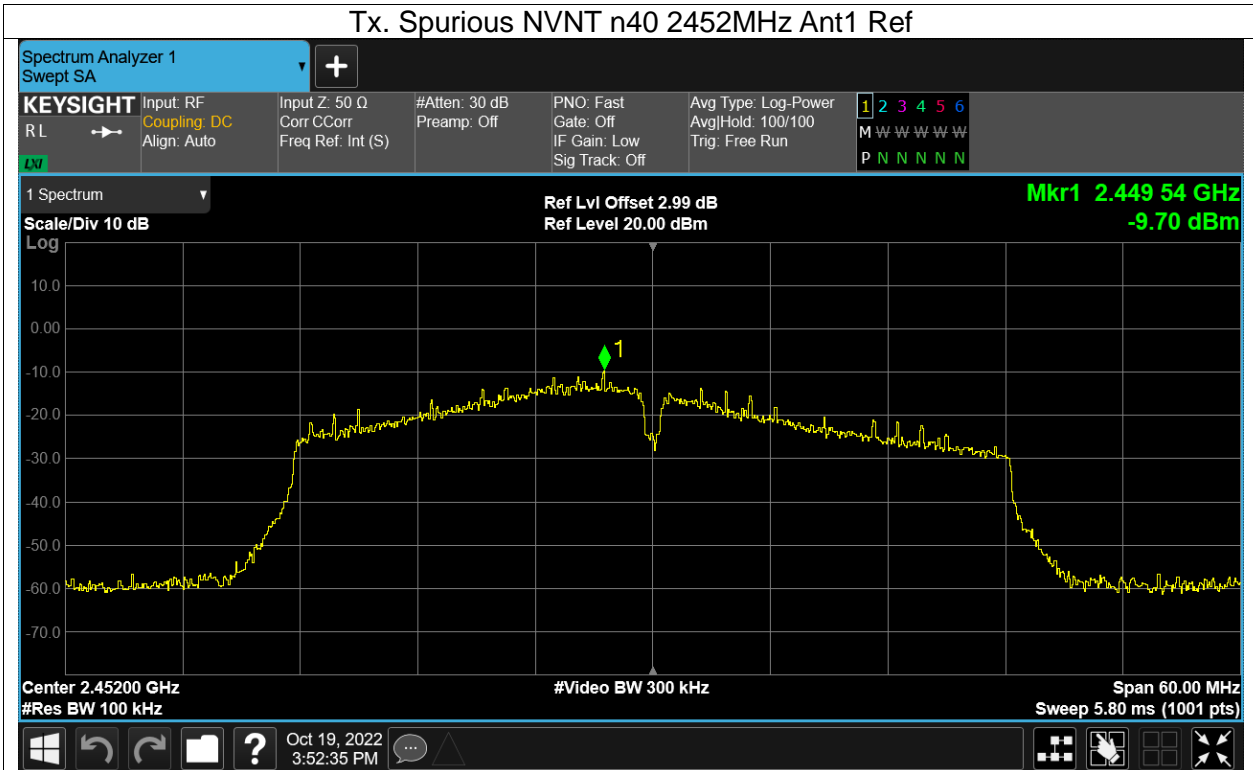 Tx. Spurious NVNT n40 2452MHz Ant1 Ref
Spectrum Analyzer 1
Swept SA
KEYSIGHT
R L
LXI
Input: RF
Coupling: DC
Align: Auto
Input Z: 50 Ω
Corr CCorr
Freq Ref: Int (S)
#Atten: 30 dB
Preamp: Off
PNO: Fast
Gate: Off
IF Gain: Low
Sig Track: Off
Avg Type: Log-Power
Avg|Hold: 100/100
Trig: Free Run
1 2 3 4 5 6
M W W W W W
P N N N N N
1 Spectrum
Scale/Div 10 dB
Log
Ref Lvl Offset 2.99 dB
Ref Level 20.00 dBm
Mkr1 2.449 54 GHz
-9.70 dBm
10.0
0.00
-10.0
-20.0
-30.0
-40.0
-50.0
-60.0
-70.0
1
Center 2.45200 GHz
#Res BW 100 kHz
#Video BW 300 kHz
Span 60.00 MHz
Sweep 5.80 ms (1001 pts)
?
Oct 19, 2022
3:52:35 PM